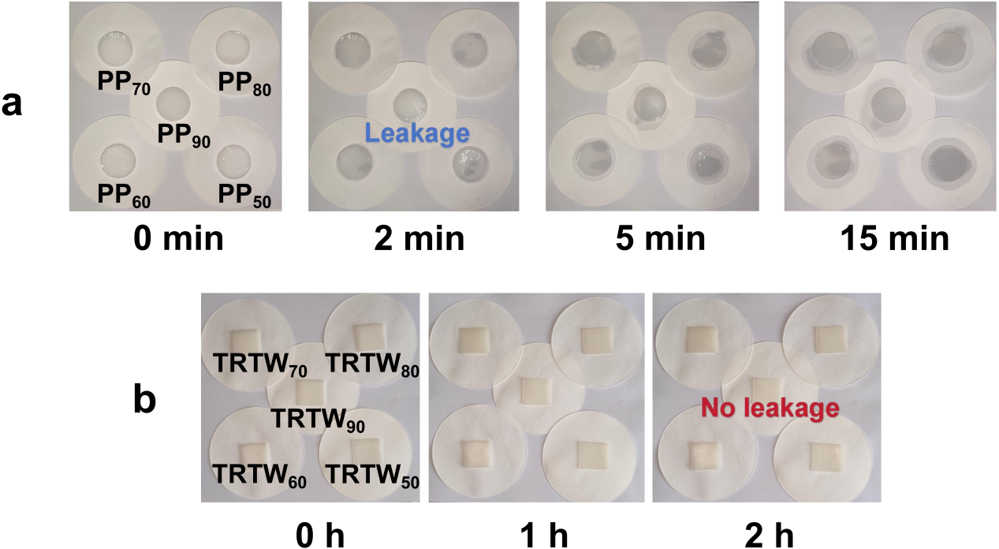 a
PP70 PP80
PP90
PP60 PP50
Leakage
0 min 2 min 5 min 15 min
b
TRTW70 TRTW80
TRTW90
TRTW60 TRTW50
No leakage
0 h 1 h 2 h